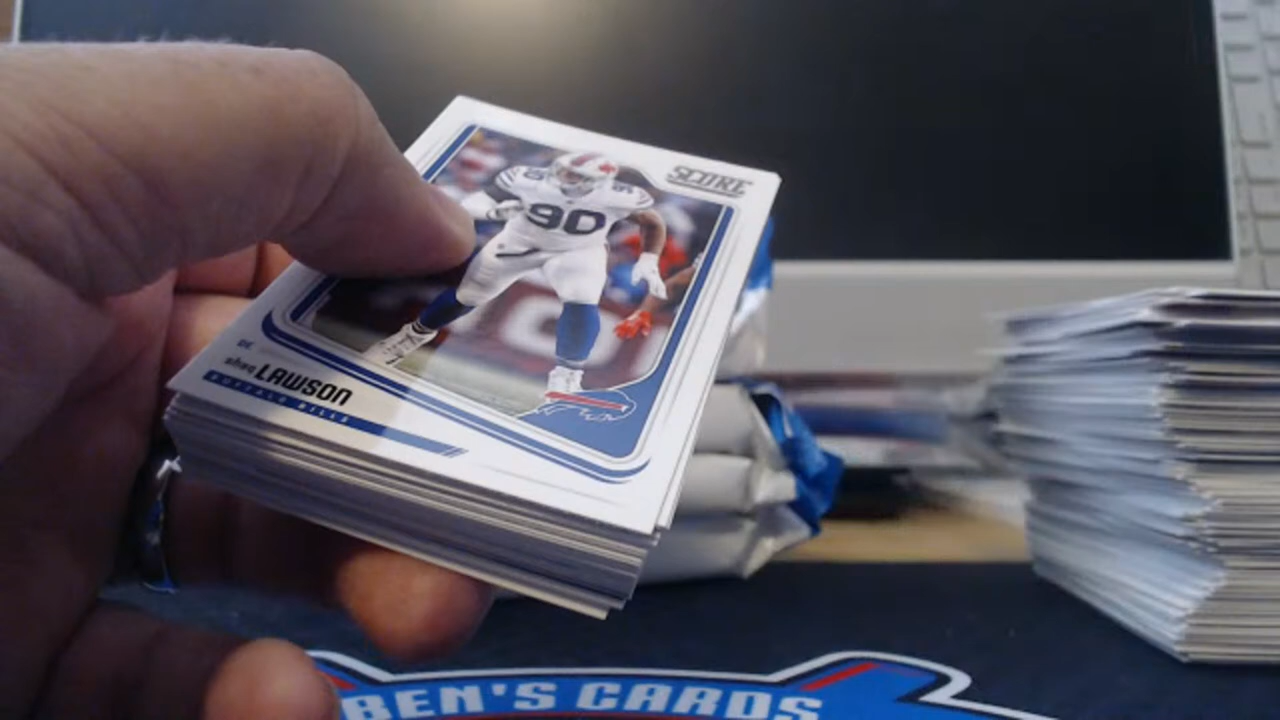 SCORE
90
DE
shaq LAWSON
BUFFALO BILLS
BEN'S CARDS